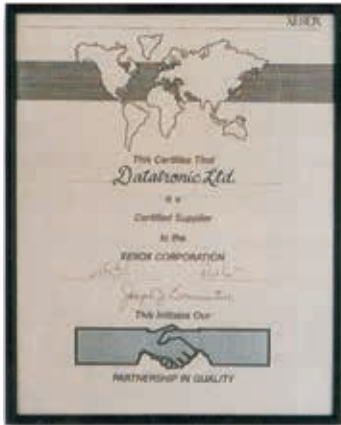 XEROX
This Certifies That
Datatronic Ltd.
is a
Certified Supplier
to the
XEROX CORPORATION
This Initiates Our
PARTNERSHIP IN QUALITY